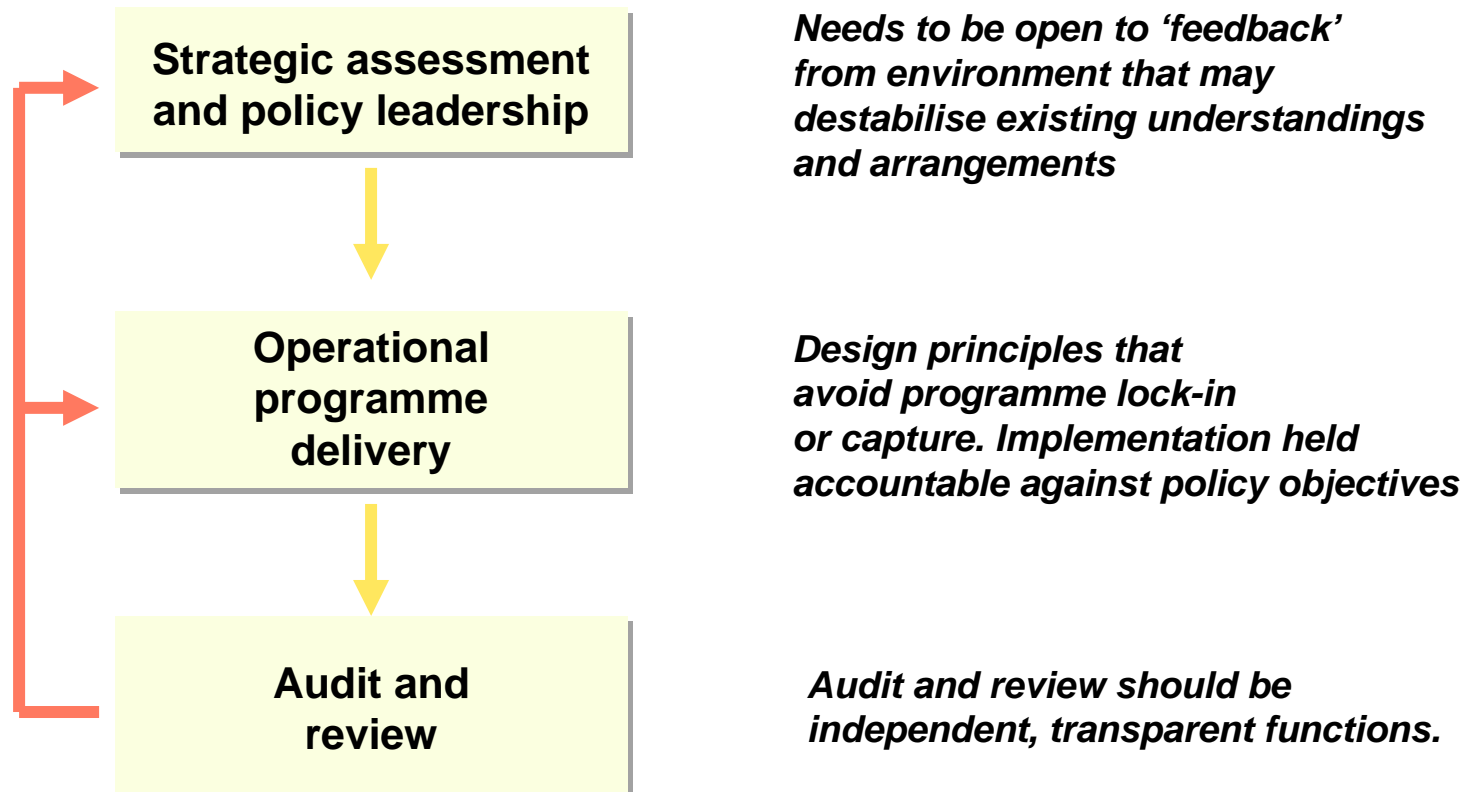 Strategic assessment
and policy leadership
Needs to be open to ‘feedback’
from environment that may
destabilise existing understandings
and arrangements
Operational
programme
delivery
Design principles that
avoid programme lock-in
or capture. Implementation held
accountable against policy objectives
Audit and
review
Audit and review should be
independent, transparent functions.